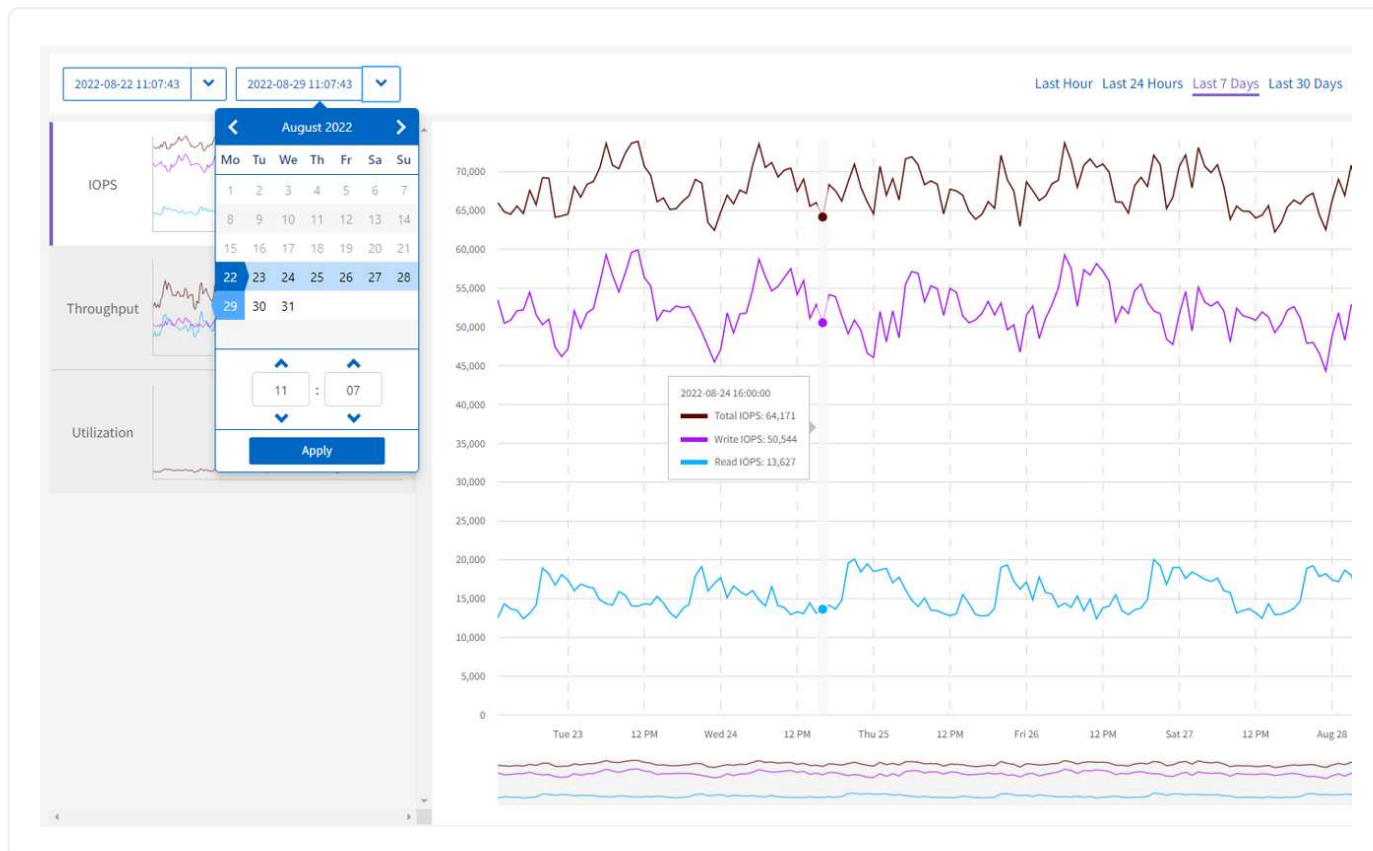 2022-08-22 11:07:43
2022-08-29 11:07:43
Last Hour Last 24 Hours Last 7 Days Last 30 Days
August 2022
Mo Tu We Th Fr Sa Su
1 2 3 4 5 6 7
8 9 10 11 12 13 14
15 16 17 18 19 20 21
22 23 24 25 26 27 28
29 30 31
11 : 07
Apply
IOPS
Throughput
Utilization
70,000
65,000
60,000
55,000
50,000
45,000
40,000
35,000
30,000
25,000
20,000
15,000
10,000
5,000
0
2022-08-24 16:00:00
Total IOPS: 64,171
Write IOPS: 50,544
Read IOPS: 13,627
Tue 23 12 PM Wed 24 12 PM Thu 25 12 PM Fri 26 12 PM Sat 27 12 PM Aug 28